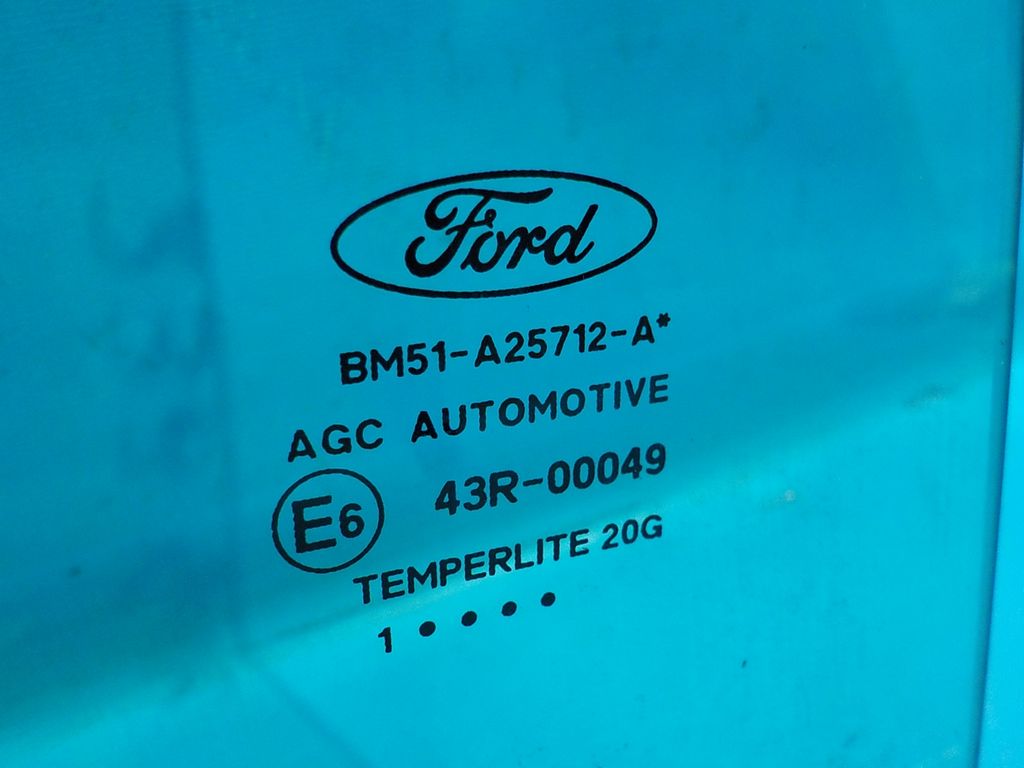 Ford
BM51-A25712-A*
AGC AUTOMOTIVE
E6 43R-00049
TEMPERLITE 20G
1 • • • •